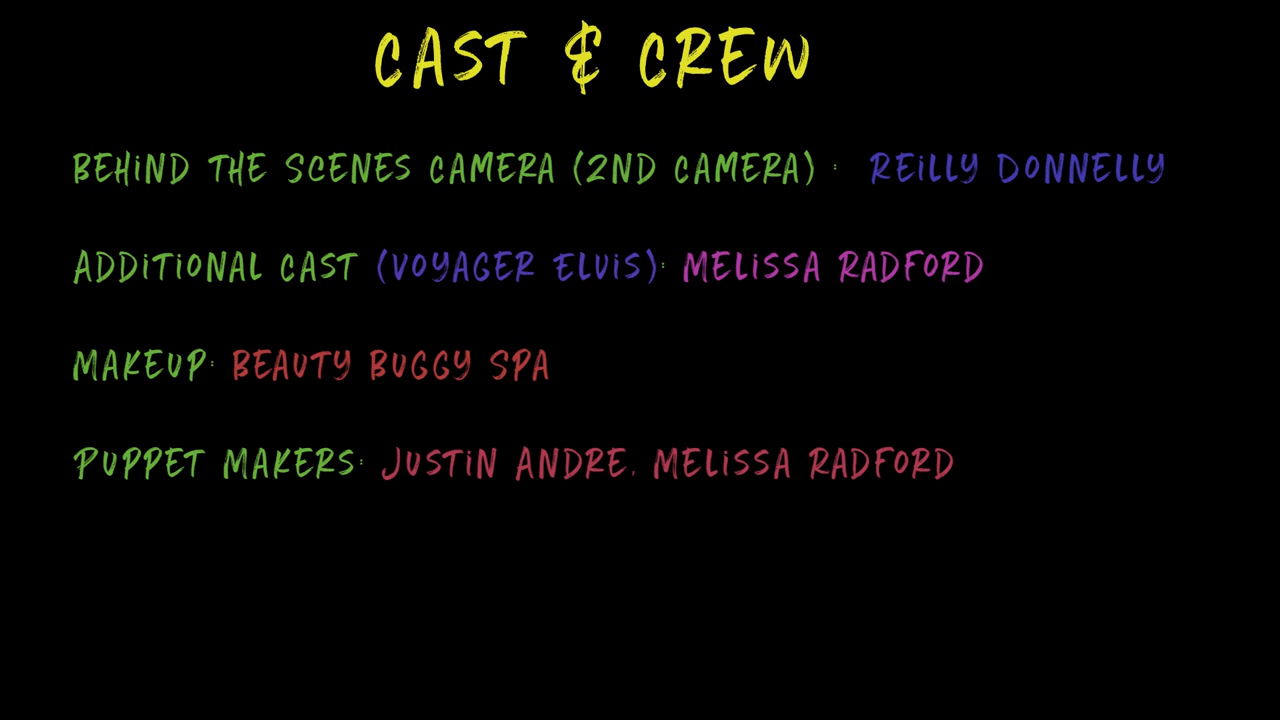 CAST & CREW
BEHIND THE SCENES CAMERA (2ND CAMERA) : REILLY DONNELLY
ADDITIONAL CAST (VOYAGER ELVIS): MELISSA RADFORD
MAKEUP: BEAUTY BUGGY SPA
PUPPET MAKERS: JUSTIN ANDRE, MELISSA RADFORD